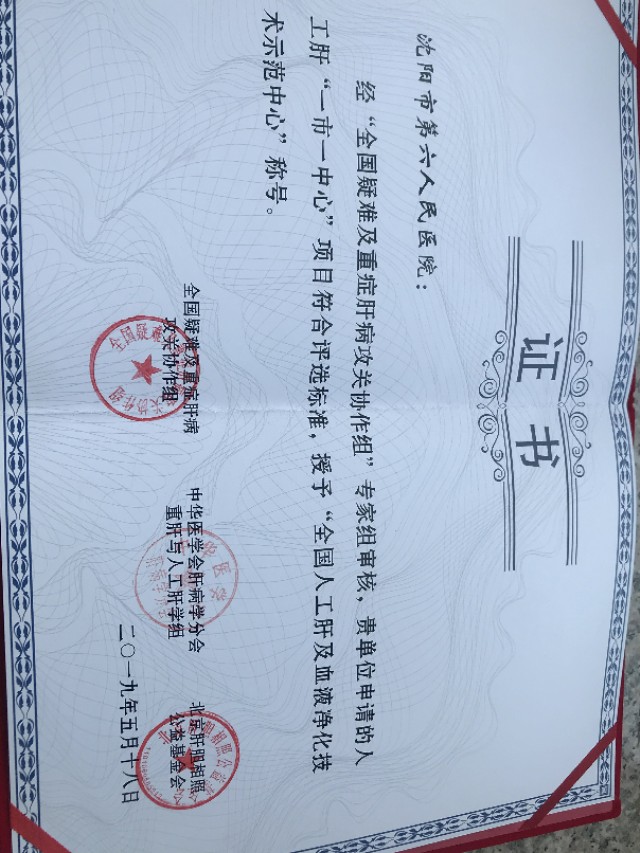 证书
沈阳市第六人民医院：
经“全国疑难及重症肝病攻关协作组”专家组审核，贵单位申请的人
工肝“一市一中心”项目符合评选标准，授予“全国人工肝及血液净化技
术示范中心”称号。
全国疑难及重症肝病
攻关协作组
中华医学会肝病学分会
重肝与人工肝学组
北京肝胆相照
公益基金会
二〇一九年五月十八日